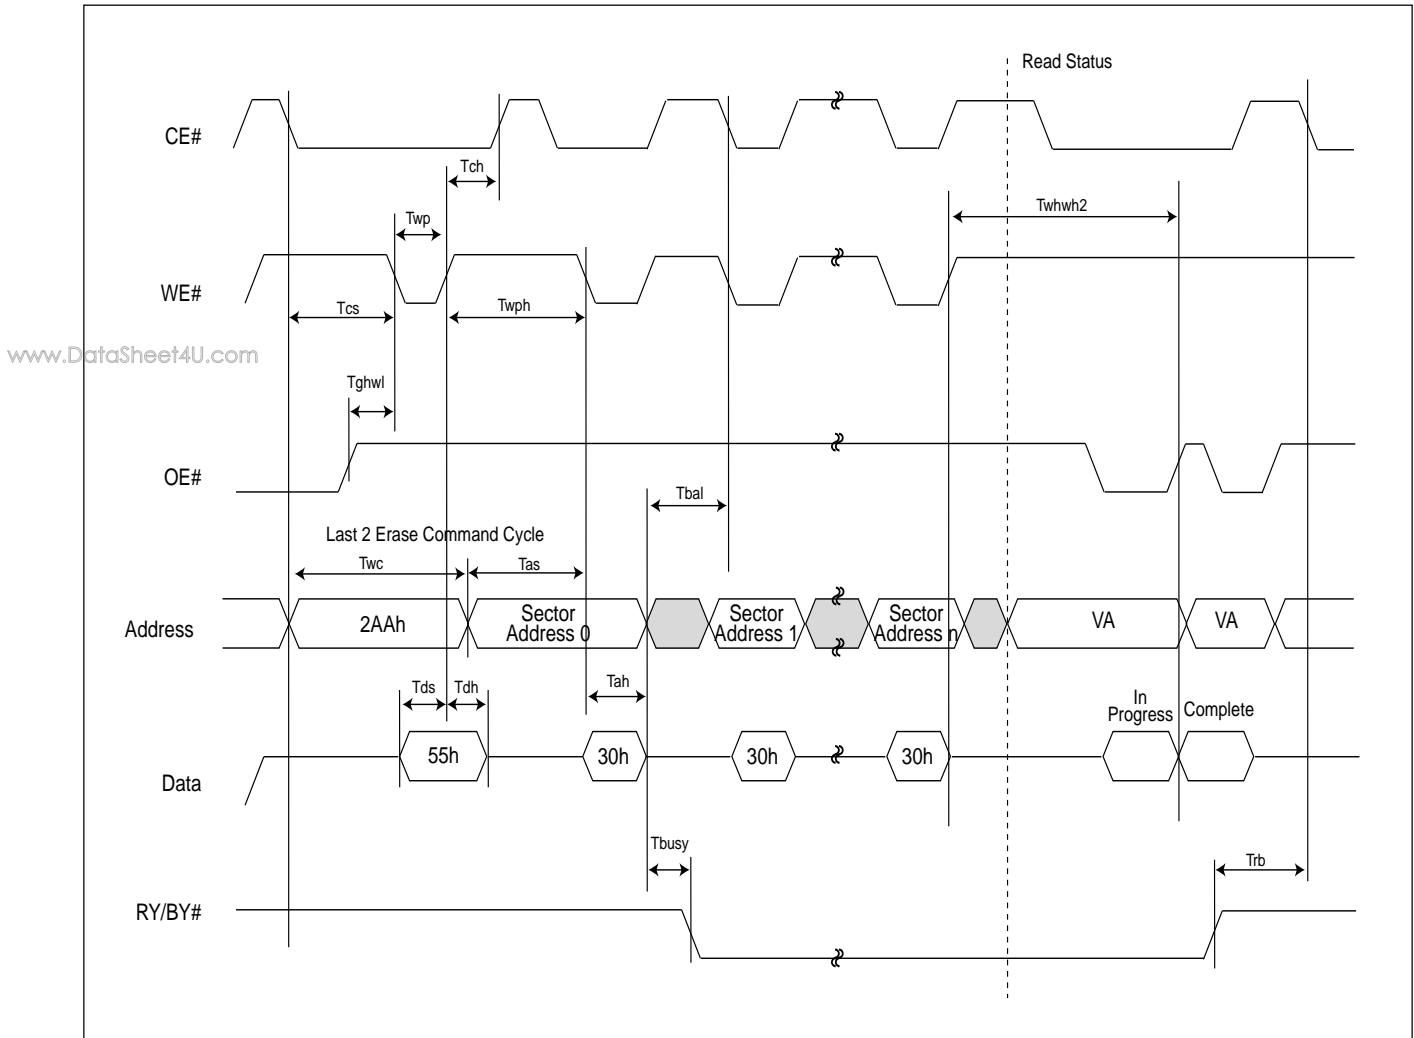 Read Status
CE#
Tch
Twhwh2
Twp
WE#
Tcs
Twph
www.DataSheet4U.com
Tghwl
OE#
Tbal
Last 2 Erase Command Cycle
Twc
Tas
Address
2AAh
Sector
Address 0
Sector
Address 1
Sector
Address n
VA
VA
Tds
Tdh
Tah
In
Progress
Complete
Data
55h
30h
30h
30h
Tbusy
Trb
RY/BY#